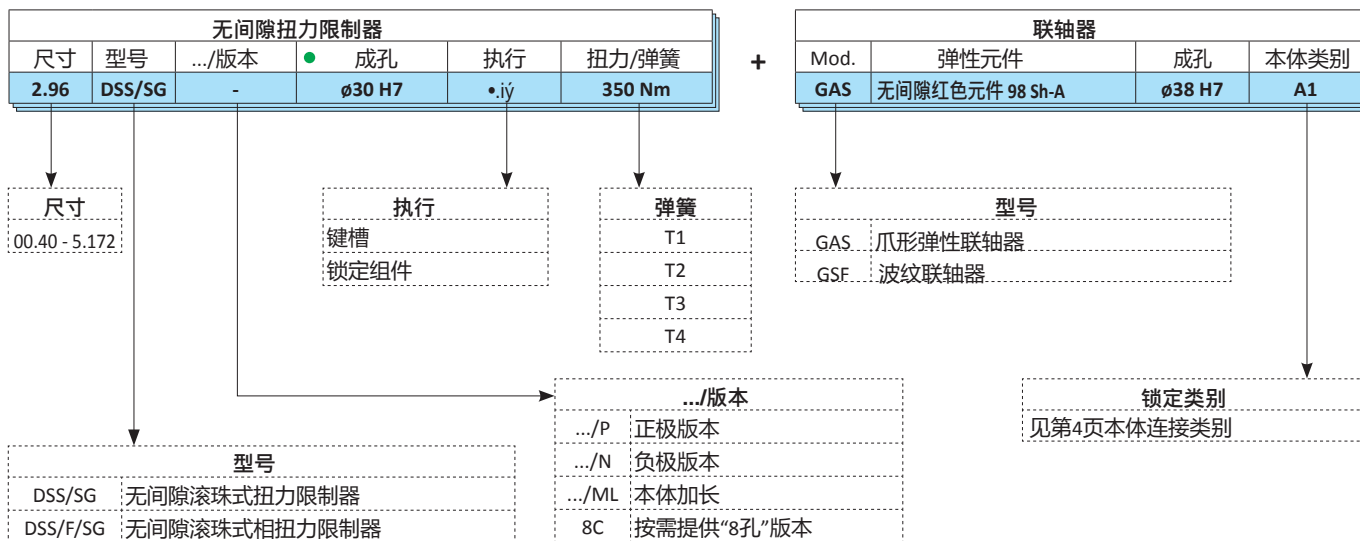 无间隙扭力限制器
尺寸 型号 .../版本 成孔 执行 扭力/弹簧
2.96 DSS/SG - ø30 H7 •.iý 350 Nm
+
联轴器
Mod. 弹性元件 成孔 本体类别
GAS 无间隙红色元件 98 Sh-A ø38 H7 A1
尺寸
00.40 - 5.172
执行
键槽
锁定组件
弹簧
T1
T2
T3
T4
型号
GAS 爪形弹性联轴器
GSF 波纹联轴器
型号
DSS/SG 无间隙滚珠式扭力限制器
DSS/F/SG 无间隙滚珠式相扭力限制器
.../版本
.../P 正极版本
.../N 负极版本
.../ML 本体加长
8C 按需提供“8孔”版本
锁定类别
见第4页本体连接类别